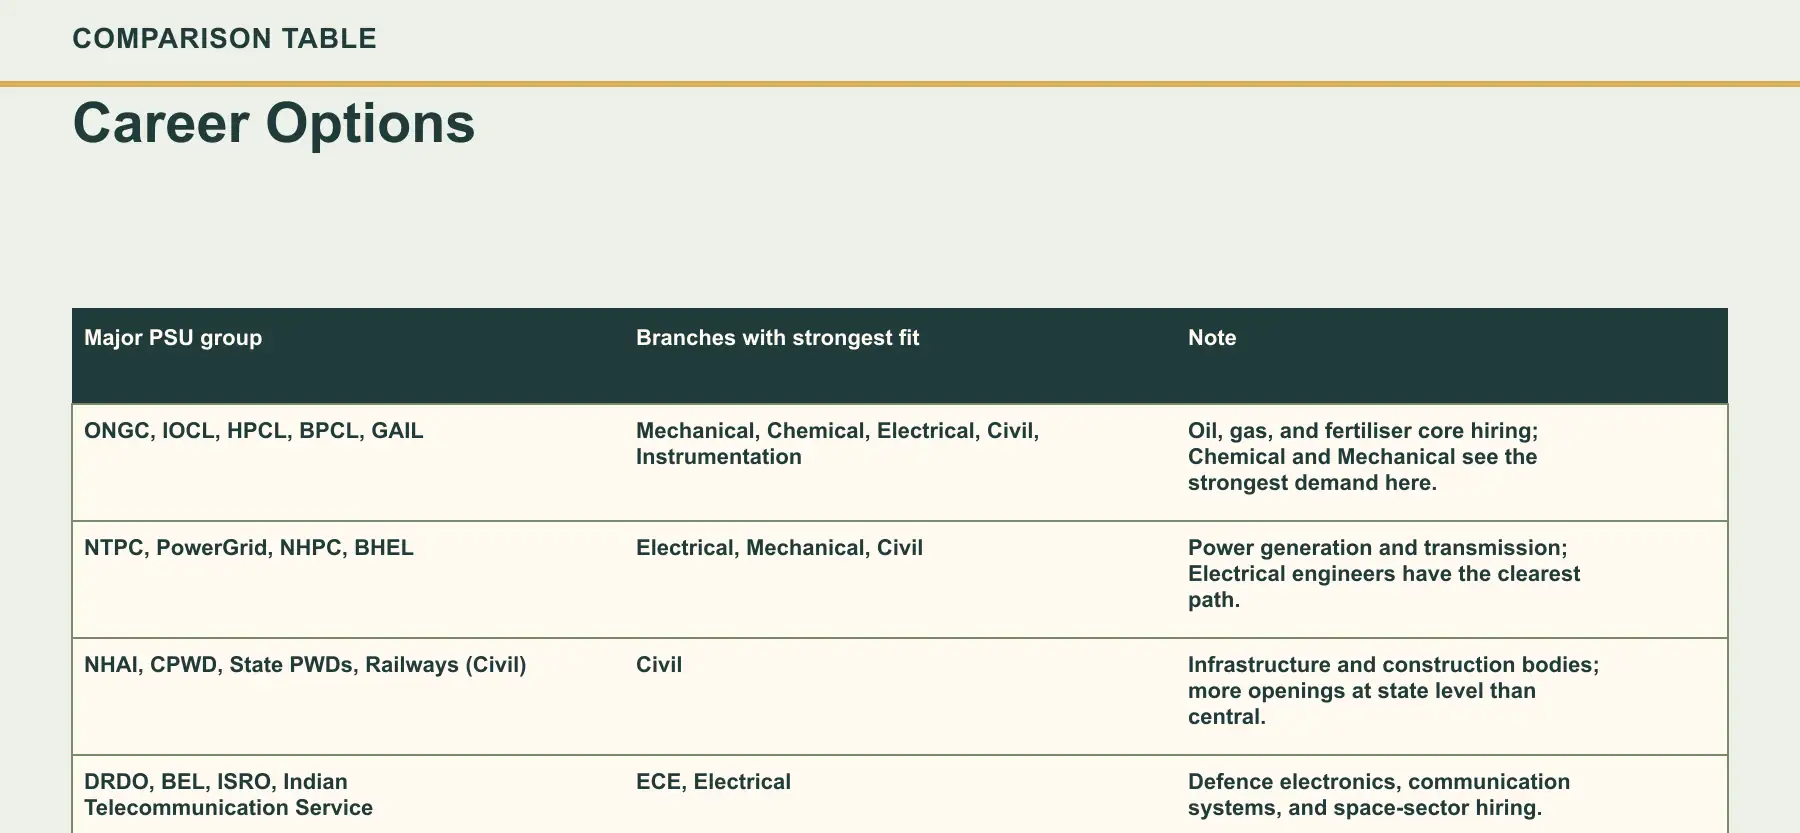 COMPARISON TABLE
Career Options
Major PSU group
Branches with strongest fit
Note
ONGC, IOCL, HPCL, BPCL, GAIL
Mechanical, Chemical, Electrical, Civil,
Instrumentation
Oil, gas, and fertiliser core hiring;
Chemical and Mechanical see the
strongest demand here.
NTPC, PowerGrid, NHPC, BHEL
Electrical, Mechanical, Civil
Power generation and transmission;
Electrical engineers have the clearest
path.
NHAI, CPWD, State PWDs, Railways (Civil)
Civil
Infrastructure and construction bodies;
more openings at state level than
central.
DRDO, BEL, ISRO, Indian
Telecommunication Service
ECE, Electrical
Defence electronics, communication
systems, and space-sector hiring.